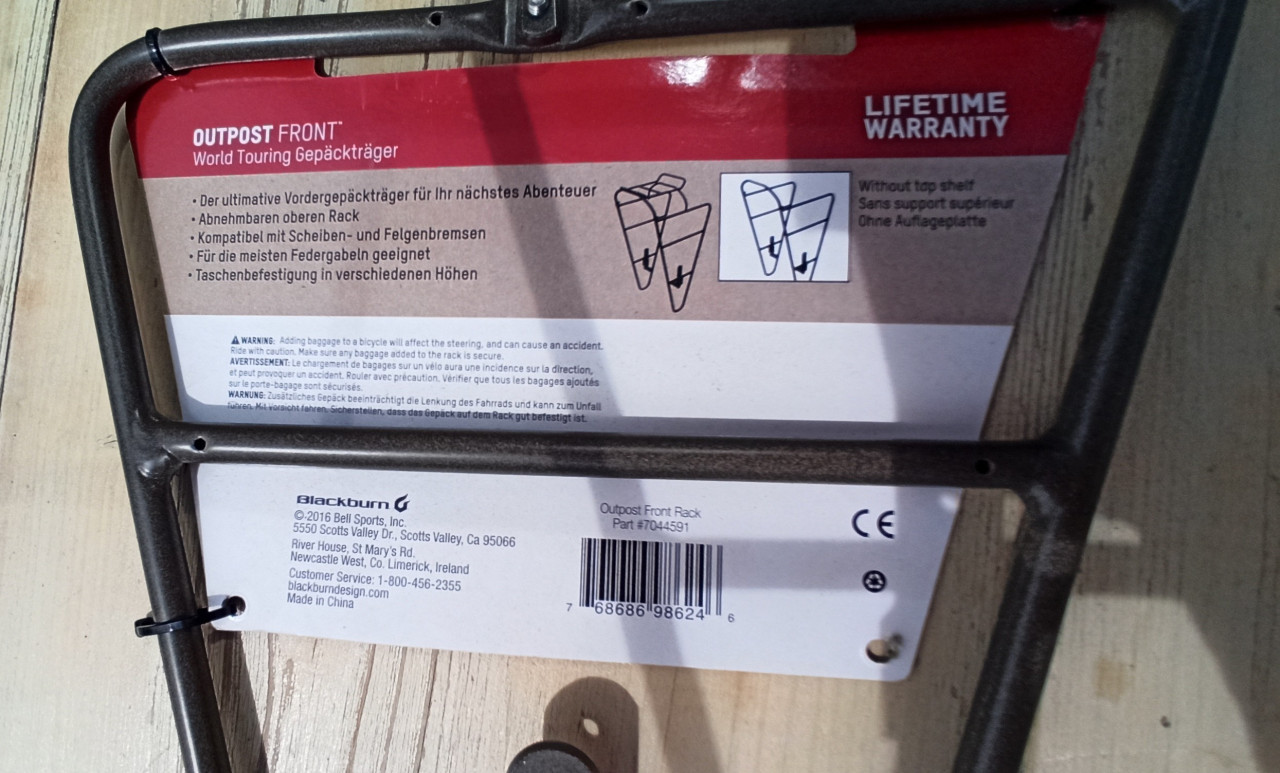 OUTPOST FRONT™
World Touring Gepäckträger
LIFETIME
WARRANTY
• Der ultimative Vordergepäckträger für Ihr nächstes Abenteuer
• Abnehmbaren oberen Rack
• Kompatibel mit Scheiben- und Felgenbremsen
• Für die meisten Federgabeln geeignet
• Taschenbefestigung in verschiedenen Höhen
Without top shelf
Sans support supérieur
Ohne Auflageplatte
WARNING: Adding baggage to a bicycle will affect the steering, and can cause an accident.
Ride with caution. Make sure any baggage added to the rack is secure.
AVERTISSEMENT: Le chargement de bagages sur un vélo aura une incidence sur la direction,
et peut provoquer un accident. Rouler avec précaution. Vérifier que tous les bagages ajoutés
sur le porte-bagage sont sécurisés.
WARNUNG: Zusätzliches Gepäck beeinträchtigt die Lenkung des Fahrrads und kann zum Unfall
führen. Mit Vorsicht fahren. Sicherstellen, dass das Gepäck auf dem Rack gut befestigt ist.
Blackburn
© 2016 Bell Sports, Inc.
5550 Scotts Valley Dr., Scotts Valley, Ca 95066
River House, St Mary's Rd.
Newcastle West, Co. Limerick, Ireland
Customer Service: 1-800-456-2355
blackburndesign.com
Made in China
Outpost Front Rack
Part #7044591
7 68686 98624 6
CE